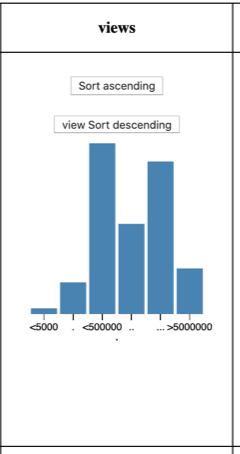 views
Sort ascending
view Sort descending
<5000 . <500000 .. ... >5000000
.